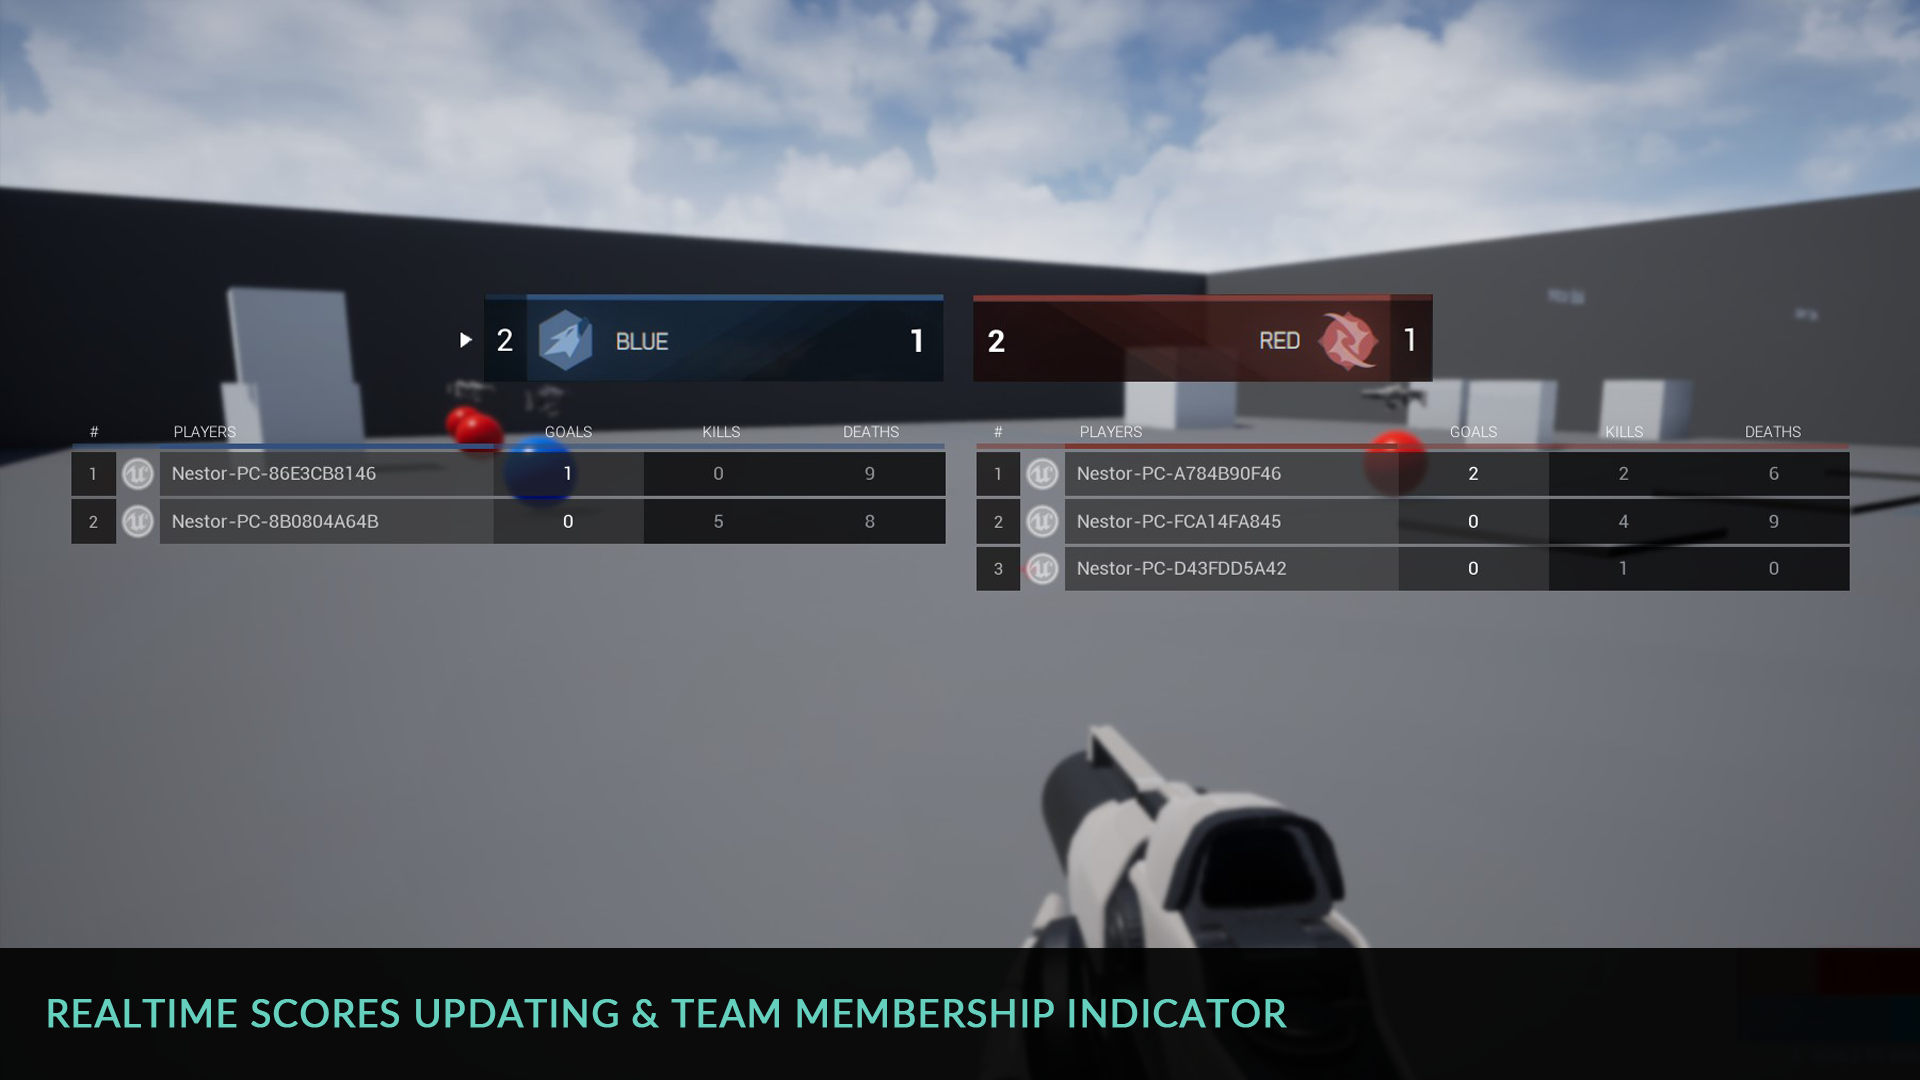 2 BLUE 1
2 RED 1
# PLAYERS GOALS KILLS DEATHS
1 Nestor-PC-86E3CB8146 1 0 9
2 Nestor-PC-8B0804A64B 0 5 8
# PLAYERS GOALS KILLS DEATHS
1 Nestor-PC-A784B90F46 2 2 6
2 Nestor-PC-FCA14FA845 0 4 9
3 Nestor-PC-D43FDD5A42 0 1 0
REALTIME SCORES UPDATING & TEAM MEMBERSHIP INDICATOR